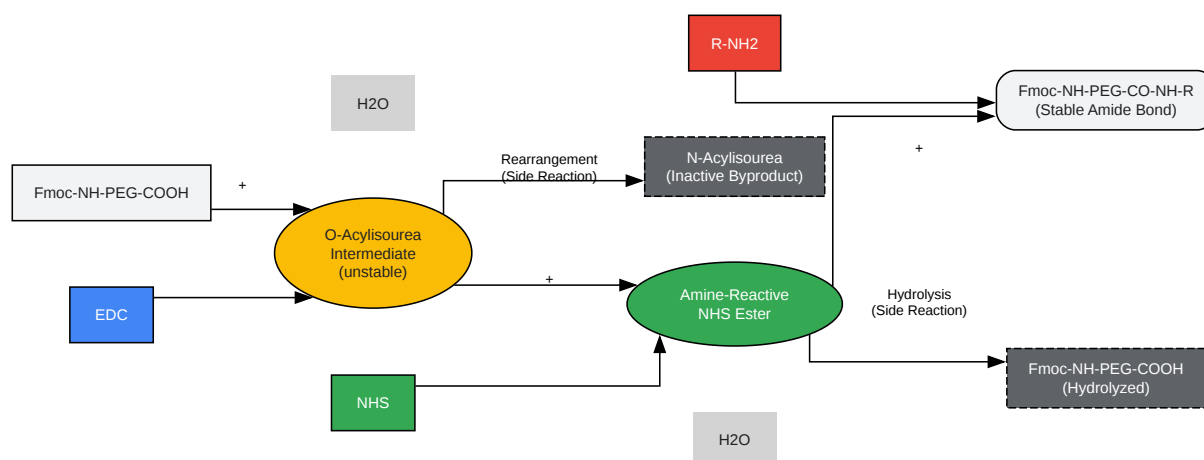 R-NH2
H2O
Fmoc-NH-PEG-CO-NH-R
(Stable Amide Bond)
+
Rearrangement
(Side Reaction)
N-Acylisourea
(Inactive Byproduct)
Fmoc-NH-PEG-COOH
+
O-Acylisourea
Intermediate
(unstable)
+
EDC
Amine-Reactive
NHS Ester
Hydrolysis
(Side Reaction)
NHS
Fmoc-NH-PEG-COOH
(Hydrolyzed)
H2O